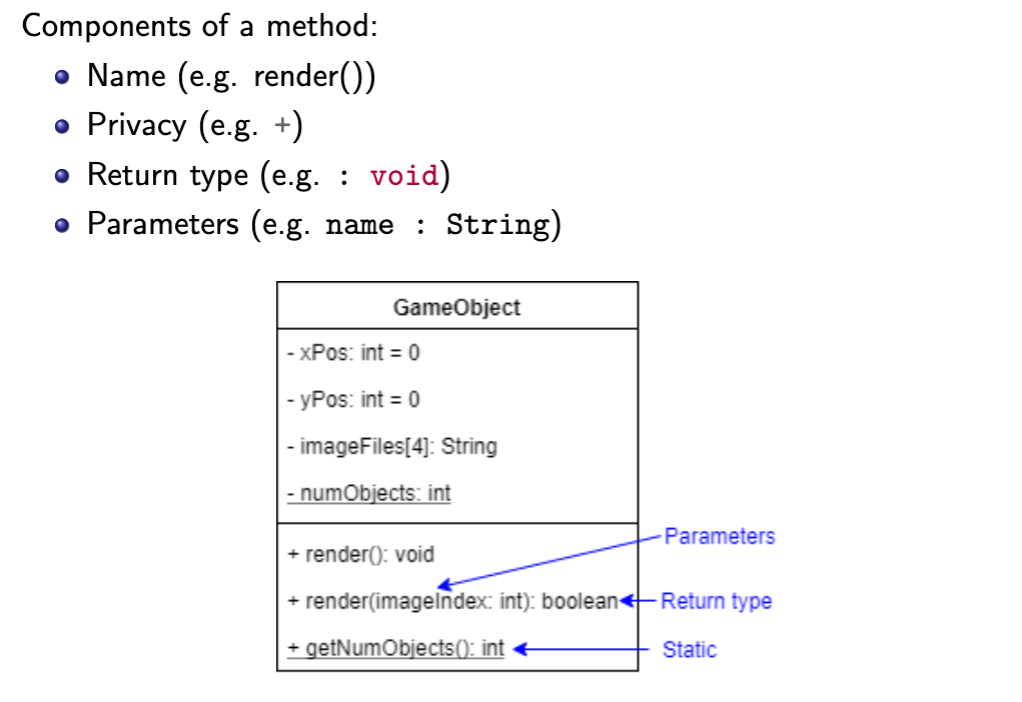 Components of a method:
Name (e.g. render())
Privacy (e.g. +)
Return type (e.g. : void)
Parameters (e.g. name : String)
GameObject
- xPos: int = 0
- yPos: int = 0
- imageFiles[4]: String
- numObjects: int
Parameters
+ render(): void
+ render(imageIndex: int): boolean
Return type
+ getNumObjects(): int
Static